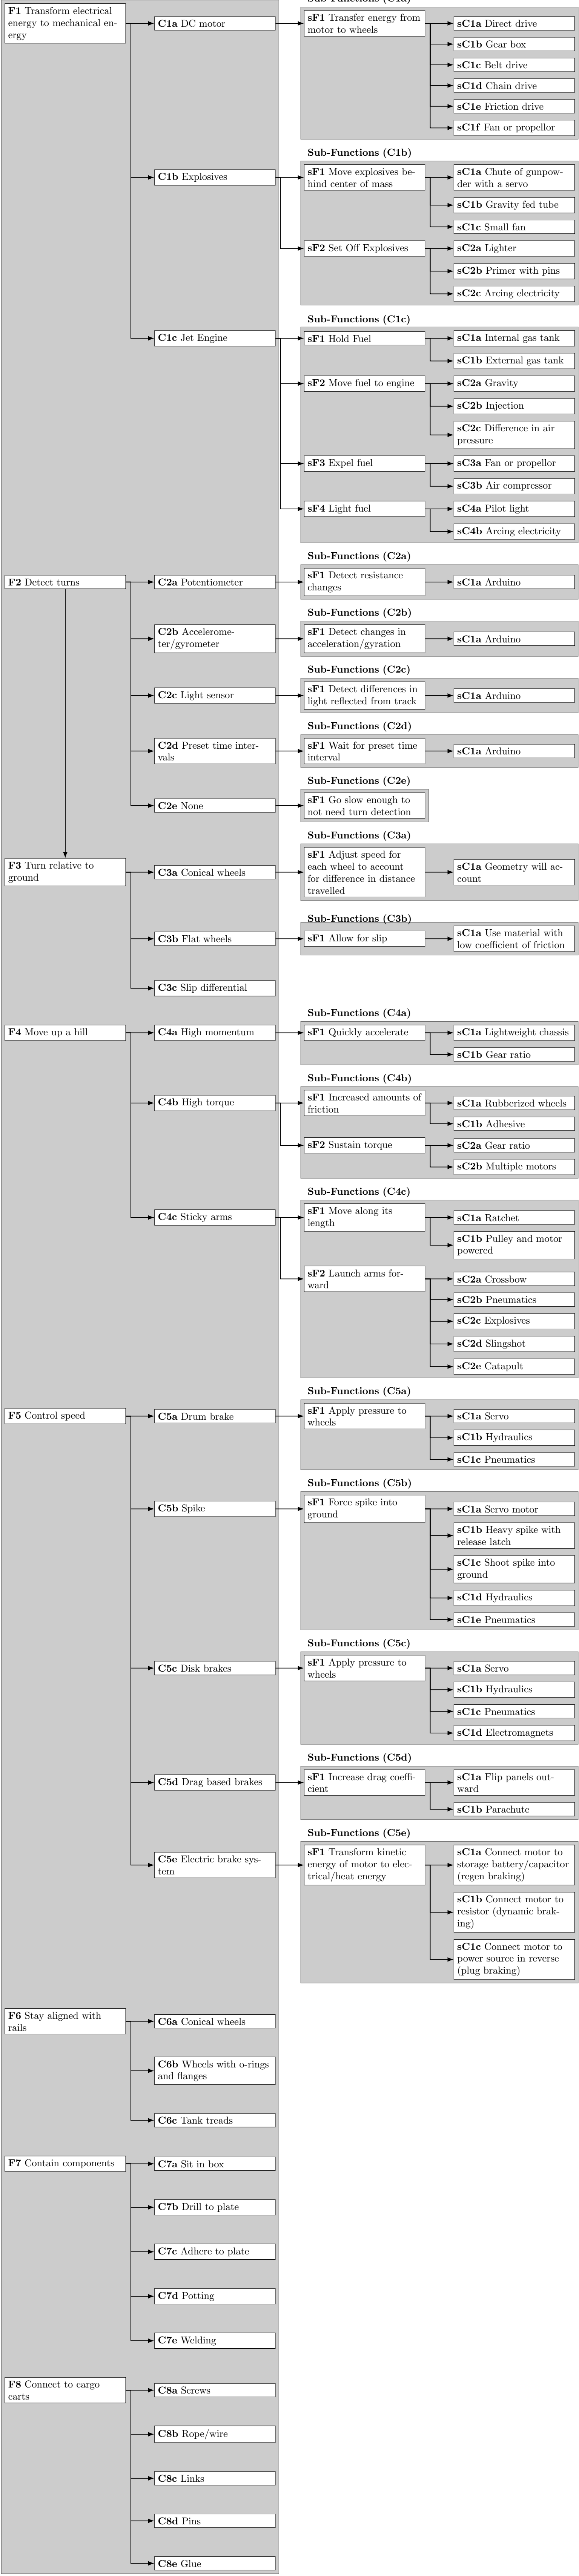 Sub-Functions (C1a)
F1 Transform electrical
energy to mechanical en-
ergy
C1a DC motor
sF1 Transfer energy from
motor to wheels
sC1a Direct drive
sC1b Gear box
sC1c Belt drive
sC1d Chain drive
sC1e Friction drive
sC1f Fan or propellor
Sub-Functions (C1b)
C1b Explosives
sF1 Move explosives be-
hind center of mass
sC1a Chute of gunpow-
der with a servo
sC1b Gravity fed tube
sC1c Small fan
sF2 Set Off Explosives
sC2a Lighter
sC2b Primer with pins
sC2c Arcing electricity
Sub-Functions (C1c)
C1c Jet Engine
sF1 Hold Fuel
sC1a Internal gas tank
sC1b External gas tank
sF2 Move fuel to engine
sC2a Gravity
sC2b Injection
sC2c Difference in air
pressure
sF3 Expel fuel
sC3a Fan or propellor
sC3b Air compressor
sF4 Light fuel
sC4a Pilot light
sC4b Arcing electricity
Sub-Functions (C2a)
F2 Detect turns
C2a Potentiometer
sF1 Detect resistance
changes
sC1a Arduino
Sub-Functions (C2b)
C2b Accelerome-
ter/gyrometer
sF1 Detect changes in
acceleration/gyration
sC1a Arduino
Sub-Functions (C2c)
C2c Light sensor
sF1 Detect differences in
light reflected from track
sC1a Arduino
Sub-Functions (C2d)
C2d Preset time inter-
vals
sF1 Wait for preset time
interval
sC1a Arduino
Sub-Functions (C2e)
C2e None
sF1 Go slow enough to
not need turn detection
Sub-Functions (C3a)
F3 Turn relative to
ground
C3a Conical wheels
sF1 Adjust speed for
each wheel to account
for difference in distance
travelled
sC1a Geometry will ac-
count
Sub-Functions (C3b)
C3b Flat wheels
sF1 Allow for slip
sC1a Use material with
low coefficient of friction
C3c Slip differential
Sub-Functions (C4a)
F4 Move up a hill
C4a High momentum
sF1 Quickly accelerate
sC1a Lightweight chassis
sC1b Gear ratio
Sub-Functions (C4b)
C4b High torque
sF1 Increased amounts of
friction
sC1a Rubberized wheels
sC1b Adhesive
sF2 Sustain torque
sC2a Gear ratio
sC2b Multiple motors
Sub-Functions (C4c)
C4c Sticky arms
sF1 Move along its
length
sC1a Ratchet
sC1b Pulley and motor
powered
sF2 Launch arms for-
ward
sC2a Crossbow
sC2b Pneumatics
sC2c Explosives
sC2d Slingshot
sC2e Catapult
Sub-Functions (C5a)
F5 Control speed
C5a Drum brake
sF1 Apply pressure to
wheels
sC1a Servo
sC1b Hydraulics
sC1c Pneumatics
Sub-Functions (C5b)
C5b Spike
sF1 Force spike into
ground
sC1a Servo motor
sC1b Heavy spike with
release latch
sC1c Shoot spike into
ground
sC1d Hydraulics
sC1e Pneumatics
Sub-Functions (C5c)
C5c Disk brakes
sF1 Apply pressure to
wheels
sC1a Servo
sC1b Hydraulics
sC1c Pneumatics
sC1d Electromagnets
Sub-Functions (C5d)
C5d Drag based brakes
sF1 Increase drag coeffi-
cient
sC1a Flip panels out-
ward
sC1b Parachute
Sub-Functions (C5e)
C5e Electric brake sys-
tem
sF1 Transform kinetic
energy of motor to elec-
trical/heat energy
sC1a Connect motor to
storage battery/capacitor
(regen braking)
sC1b Connect motor to
resistor (dynamic brak-
ing)
sC1c Connect motor to
power source in reverse
(plug braking)
F6 Stay aligned with
rails
C6a Conical wheels
C6b Wheels with o-rings
and flanges
C6c Tank treads
F7 Contain components
C7a Sit in box
C7b Drill to plate
C7c Adhere to plate
C7d Potting
C7e Welding
F8 Connect to cargo
carts
C8a Screws
C8b Rope/wire
C8c Links
C8d Pins
C8e Glue